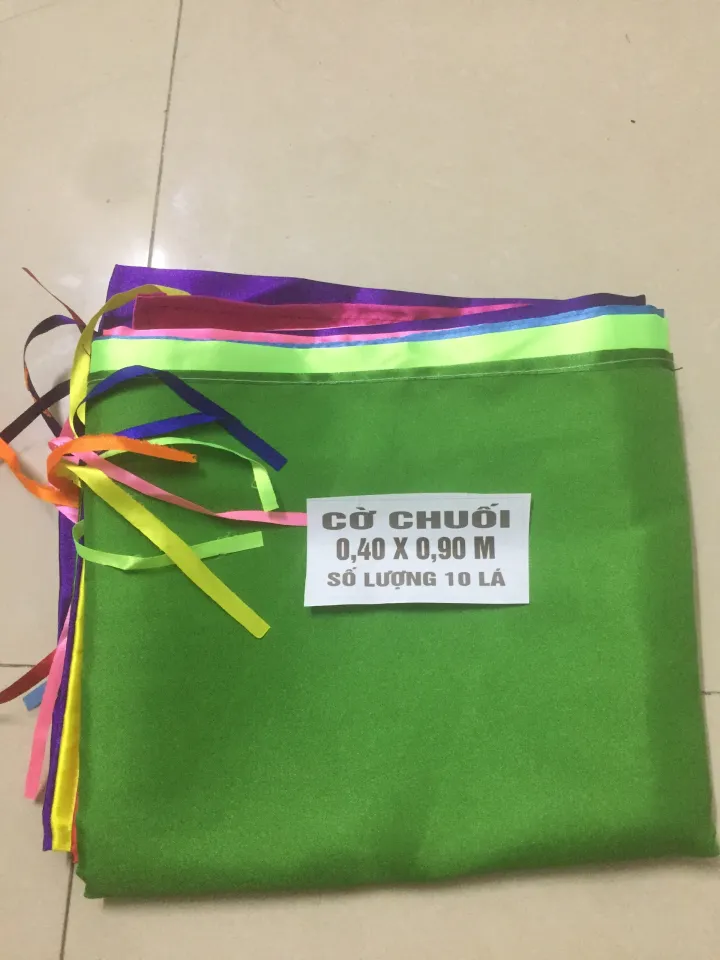 CỜ CHUỐI
0,40 X 0,90 M
SỐ LƯỢNG 10 LÁ